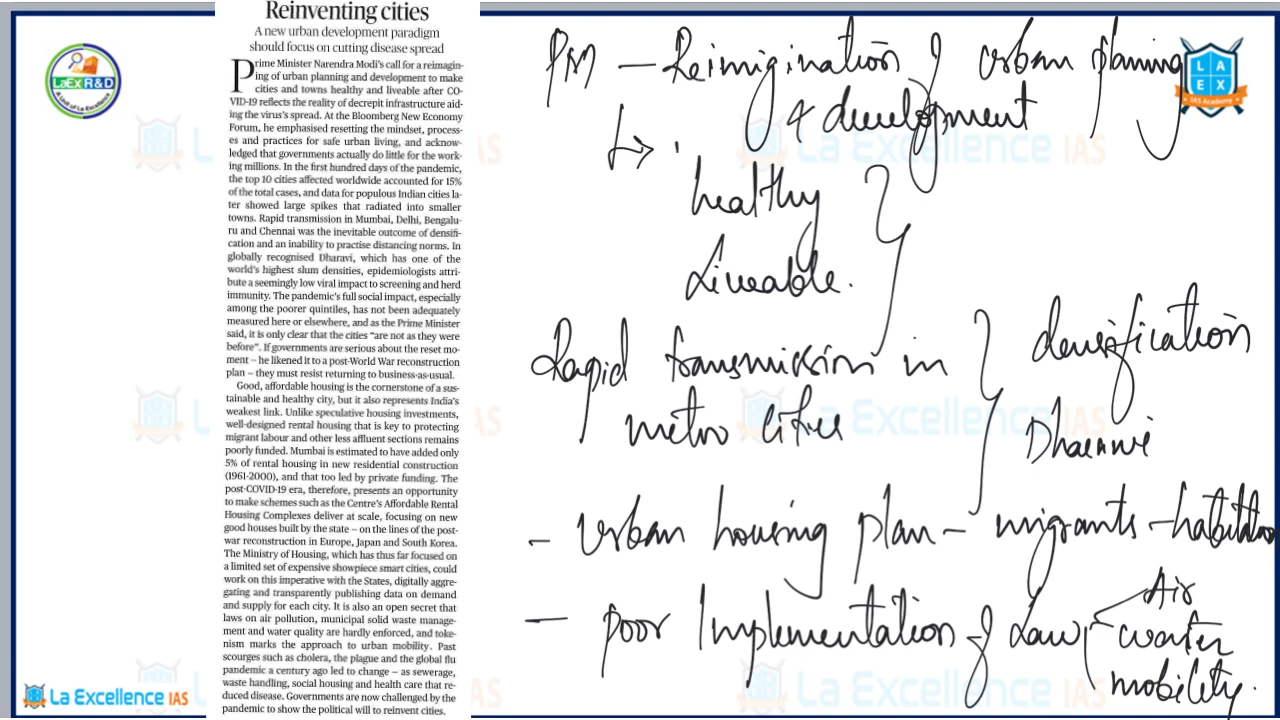 Reinventing cities
A new urban development paradigm
should focus on cutting disease spread
Prime Minister Narendra Modi's call for a reimagin-
ing of urban planning and development to make
cities and towns healthy and liveable after CO-
VID-19 reflects the reality of decrepit infrastructure aid-
ing the virus's spread. At the Bloomberg New Economy
Forum, he emphasised resetting the mindset, process-
es and practices for safe urban living, and acknow-
ledged that governments actually do little for the work-
ing millions. In the first hundred days of the pandemic,
the top 10 cities affected worldwide accounted for 15%
of the total cases, and data for populous Indian cities la-
ter showed large spikes that radiated into smaller
towns. Rapid transmission in Mumbai, Delhi, Bengalu-
ru and Chennai was the inevitable outcome of densifi-
cation and an inability to practise distancing norms. In
globally recognised Dharavi, which has one of the
world's highest slum densities, epidemiologists attri-
bute a seemingly low viral impact to screening and herd
immunity. The pandemic's full social impact, especially
among the poorer quintiles, has not been adequately
measured here or elsewhere, and as the Prime Minister
said, it is only clear that the cities "are not as they were
before". If governments are serious about the reset mo-
ment – he likened it to a post-World War reconstruction
plan – they must resist returning to business-as-usual.
Good, affordable housing is the cornerstone of a sus-
tainable and healthy city, but it also represents India's
weakest link. Unlike speculative housing investments,
well-designed rental housing that is key to protecting
migrant labour and other less affluent sections remains
poorly funded. Mumbai is estimated to have added only
5% of rental housing in new residential construction
(1961-2000), and that too led by private funding. The
post-COVID-19 era, therefore, presents an opportunity
to make schemes such as the Centre's Affordable Rental
Housing Complexes deliver at scale, focusing on new
good houses built by the state – on the lines of the post-
war reconstruction in Europe, Japan and South Korea.
The Ministry of Housing, which has thus far focused on
a limited set of expensive showpiece smart cities, could
work on this imperative with the States, digitally aggre-
gating and transparently publishing data on demand
and supply for each city. It is also an open secret that
laws on air pollution, municipal solid waste manage-
ment and water quality are hardly enforced, and toke-
nism marks the approach to urban mobility. Past
scourges such as cholera, the plague and the global flu
pandemic a century ago led to change – as sewerage,
waste handling, social housing and health care that re-
duced disease. Governments are now challenged by the
pandemic to show the political will to reinvent cities.
PM – Reimigination of urban planning
& development
healthy
Liveable.
Rapid transmission in
metro cities
densification
Dharavi
- Urban housing plan – migrants – habitation
- Poor Implementation of Law
Air
water
mobility.
LaEx R&D
A Unit of La Excellence
LAEX
IAS Academy
La Excellence IAS
La Excellence IAS